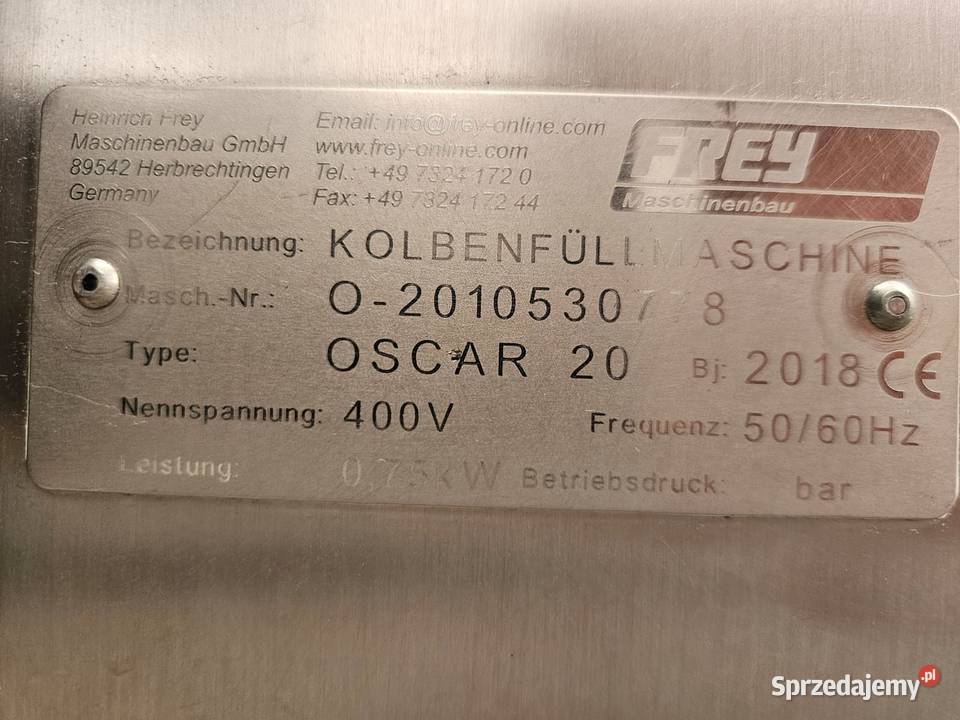 Heinrich Frey
Maschinenbau GmbH
89542 Herbrechtingen
Germany
Email: info@frey-online.com
www.frey-online.com
Tel.: +49 7324 172 0
Fax: +49 7324 172 44
FREY
Maschinenbau
Bezeichnung: KOLBENFÜLLMASCHINE
Masch.-Nr.:
Type: OSCAR 20 Bj: 2018 CE
Nennspannung: 400V Frequenz: 50/60Hz
Leistung: 0,75kW Betriebsdruck: bar
Sprzedajemy.pl